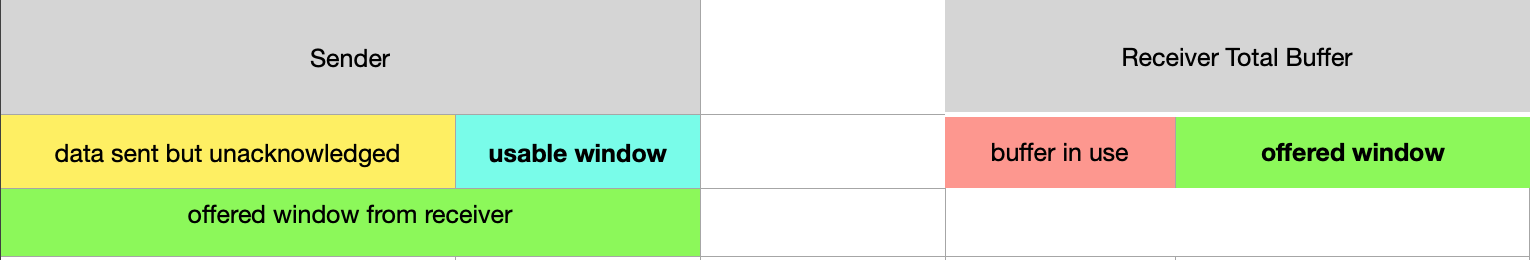 Sender
Receiver Total Buffer
data sent but unacknowledged
usable window
buffer in use
offered window
offered window from receiver